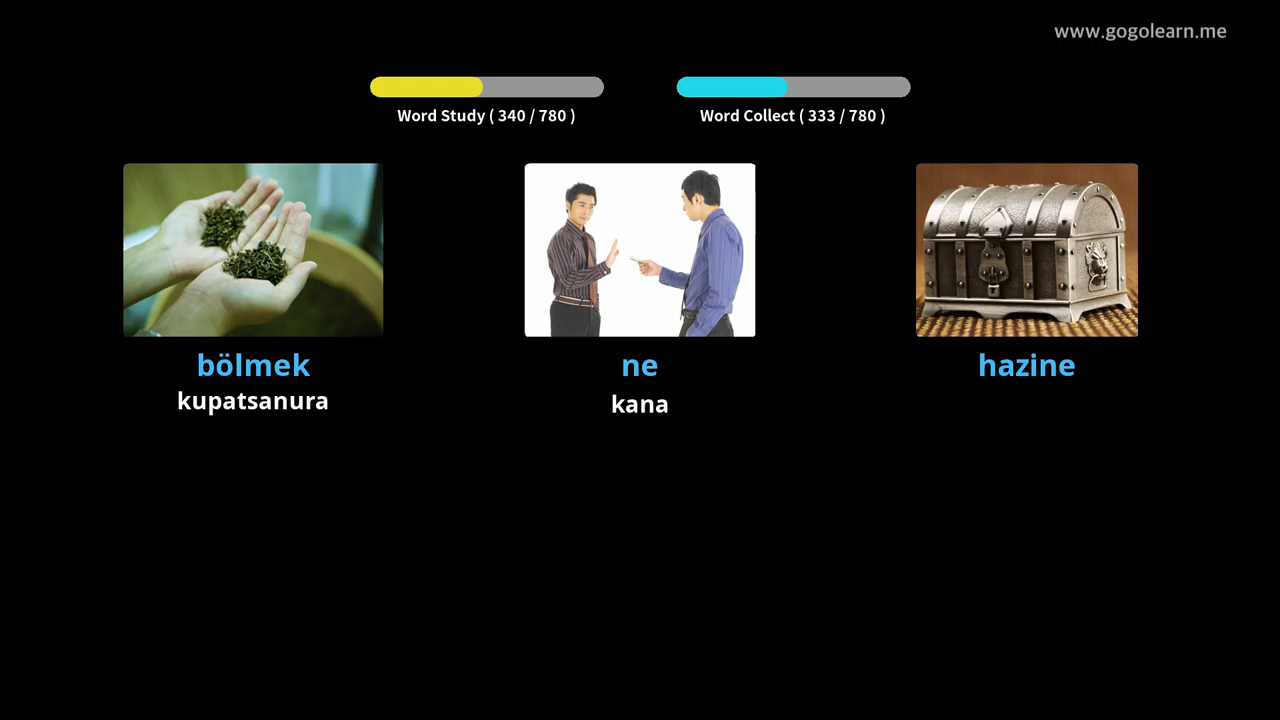 www.gogolearn.me
Word Study ( 340 / 780 )
Word Collect ( 333 / 780 )
bölmek
kupatsanura
ne
kana
hazine